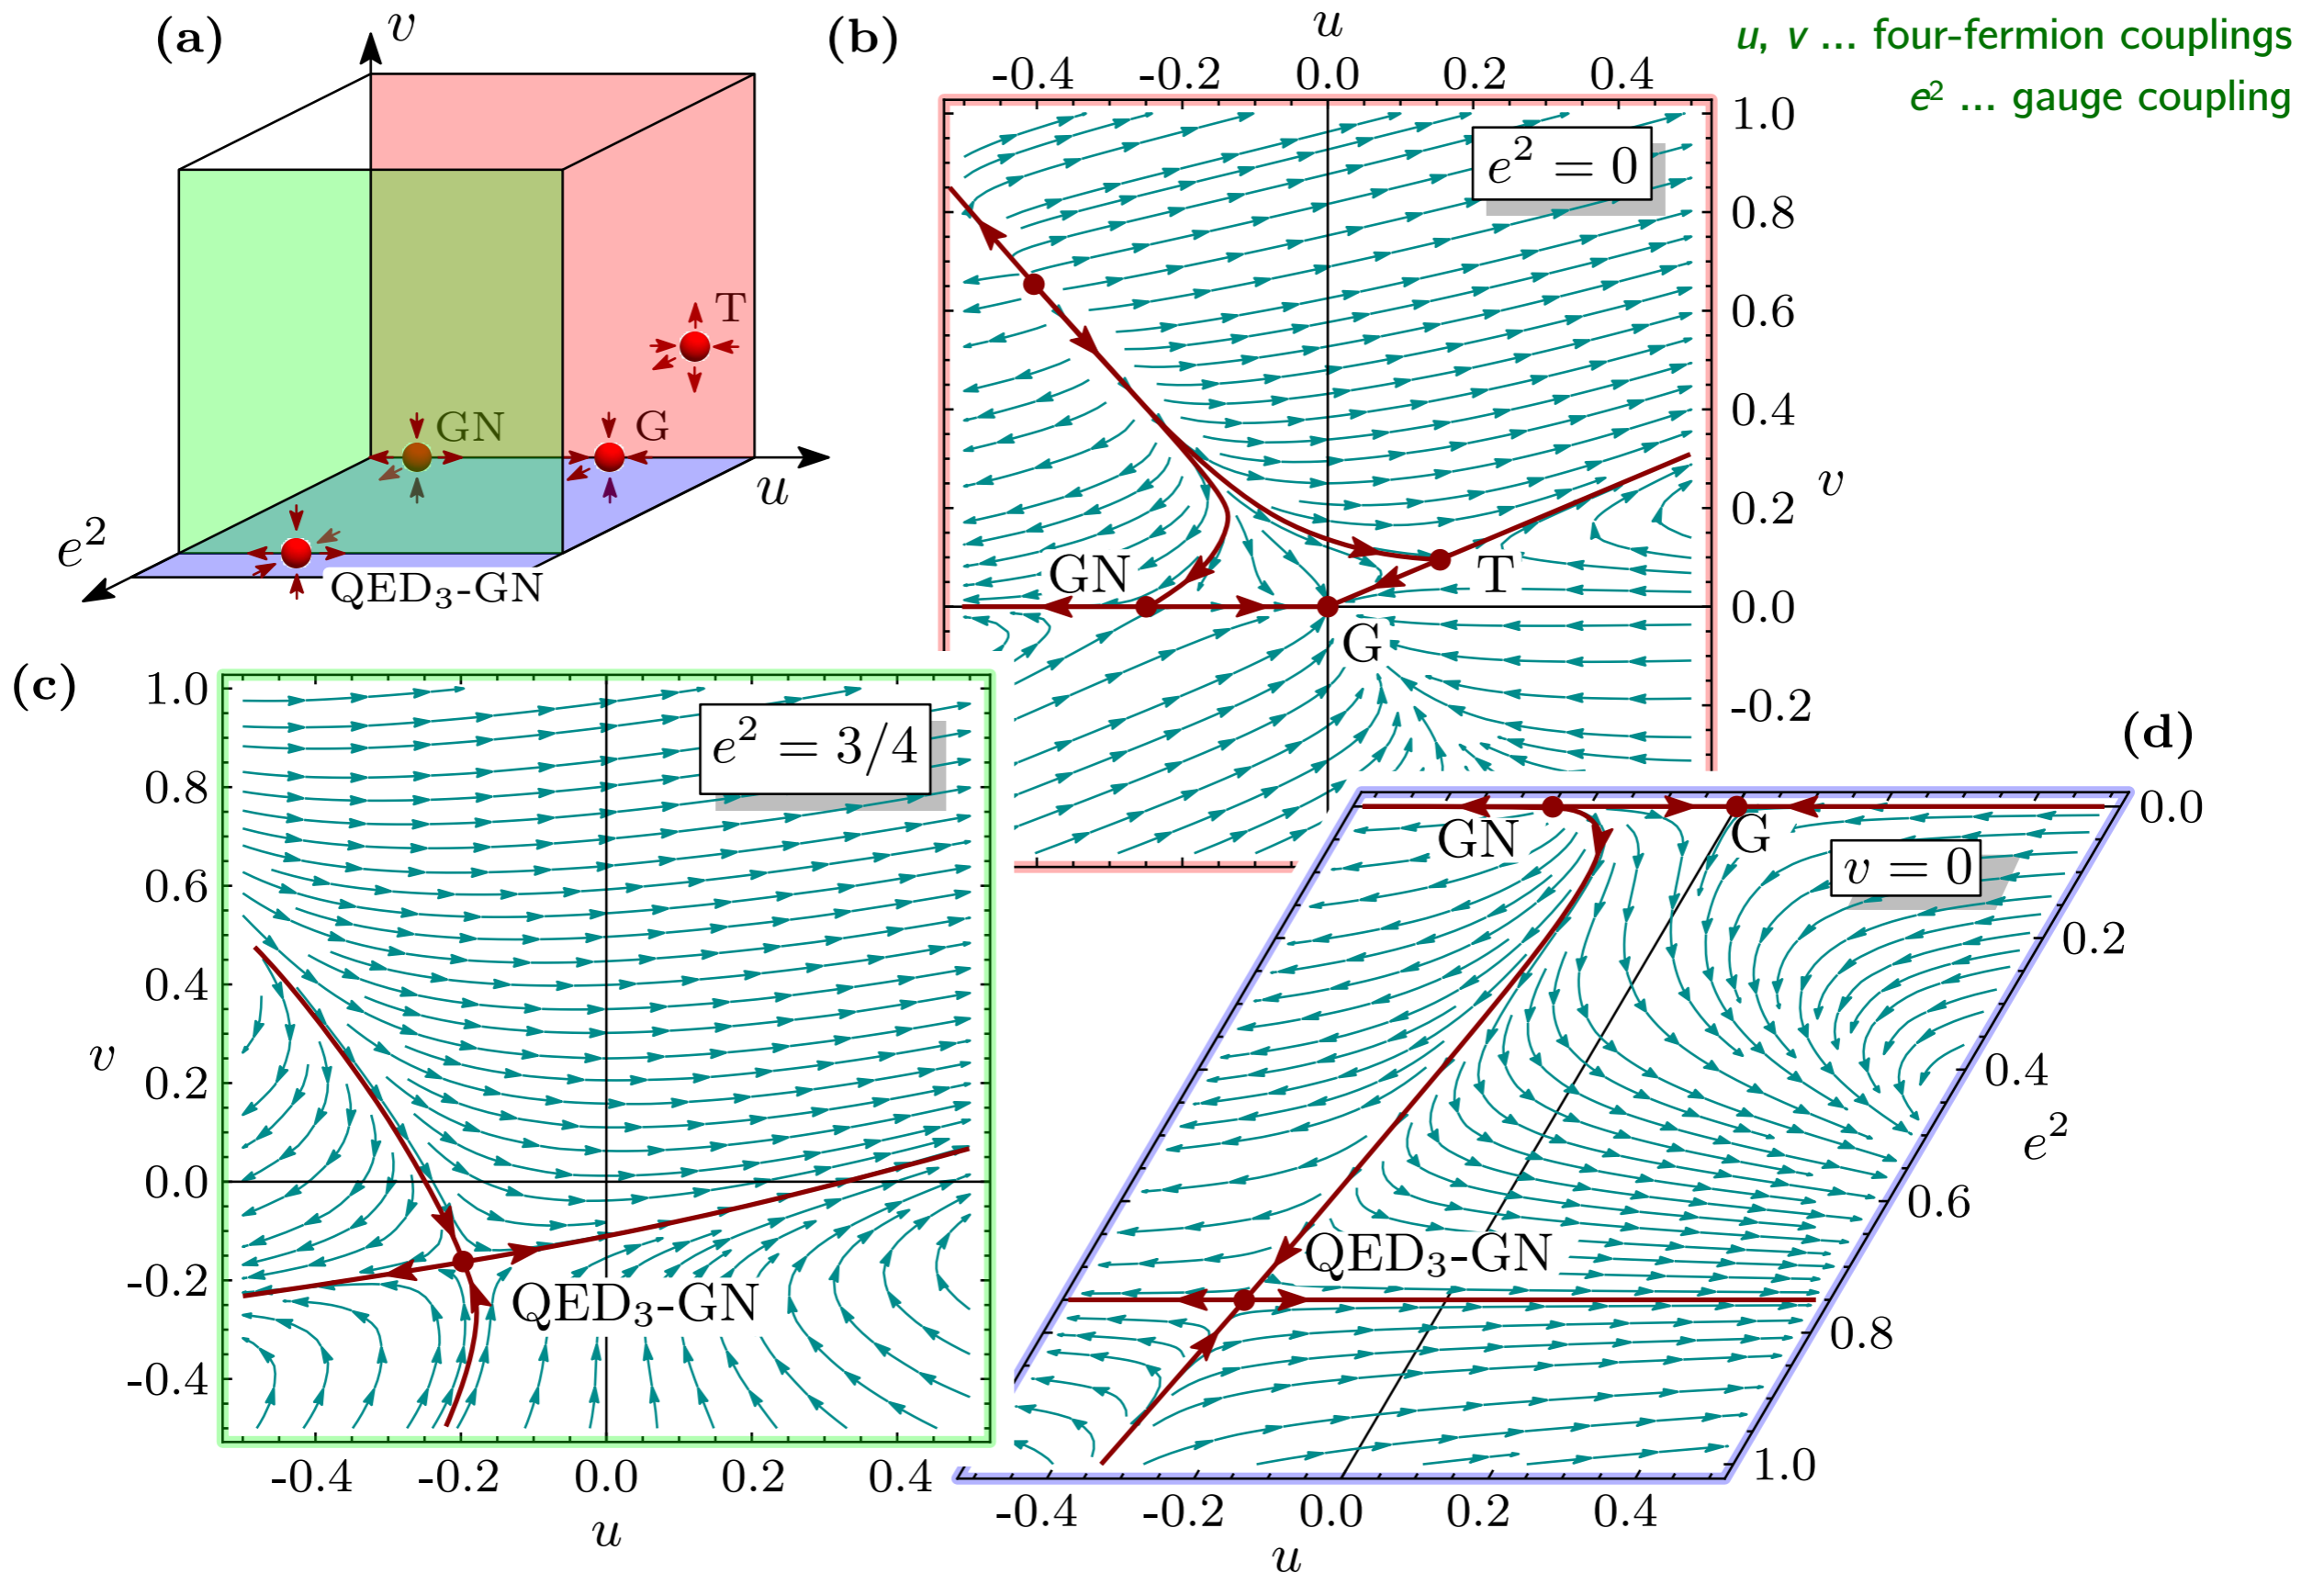 (a)
v
u
e²
T
GN
G
QED₃-GN
u, v ... four-fermion couplings
e² ... gauge coupling
(b)
u
-0.4 -0.2 0.0 0.2 0.4
e² = 0
1.0
0.8
0.6
0.4
0.2
0.0
-0.2
v
GN
T
G
(c)
e² = 3/4
1.0
0.8
0.6
0.4
0.2
0.0
-0.2
-0.4
v
QED₃-GN
-0.4 -0.2 0.0 0.2 0.4
u
(d)
GN
G
v = 0
0.0
0.2
0.4
0.6
0.8
1.0
e²
QED₃-GN
-0.4 -0.2 0.0 0.2 0.4
u